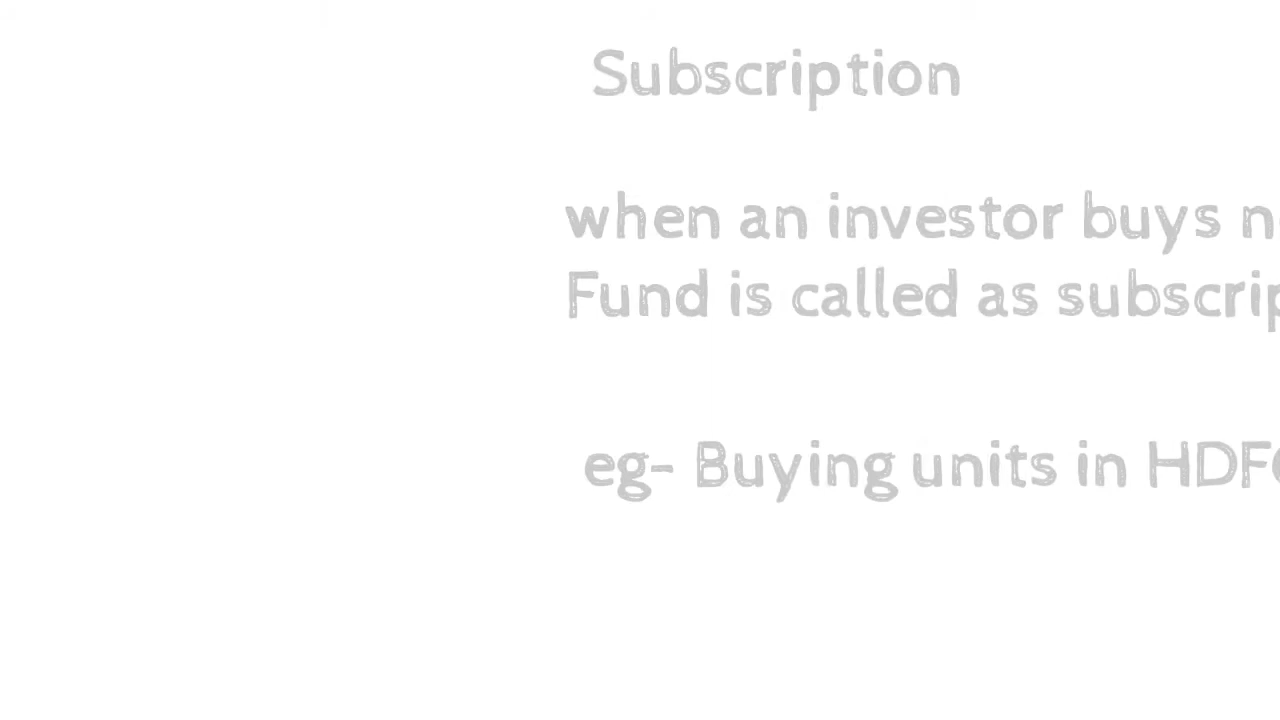 Subscription
when an investor buys
Fund is called as
eg- Buying units in